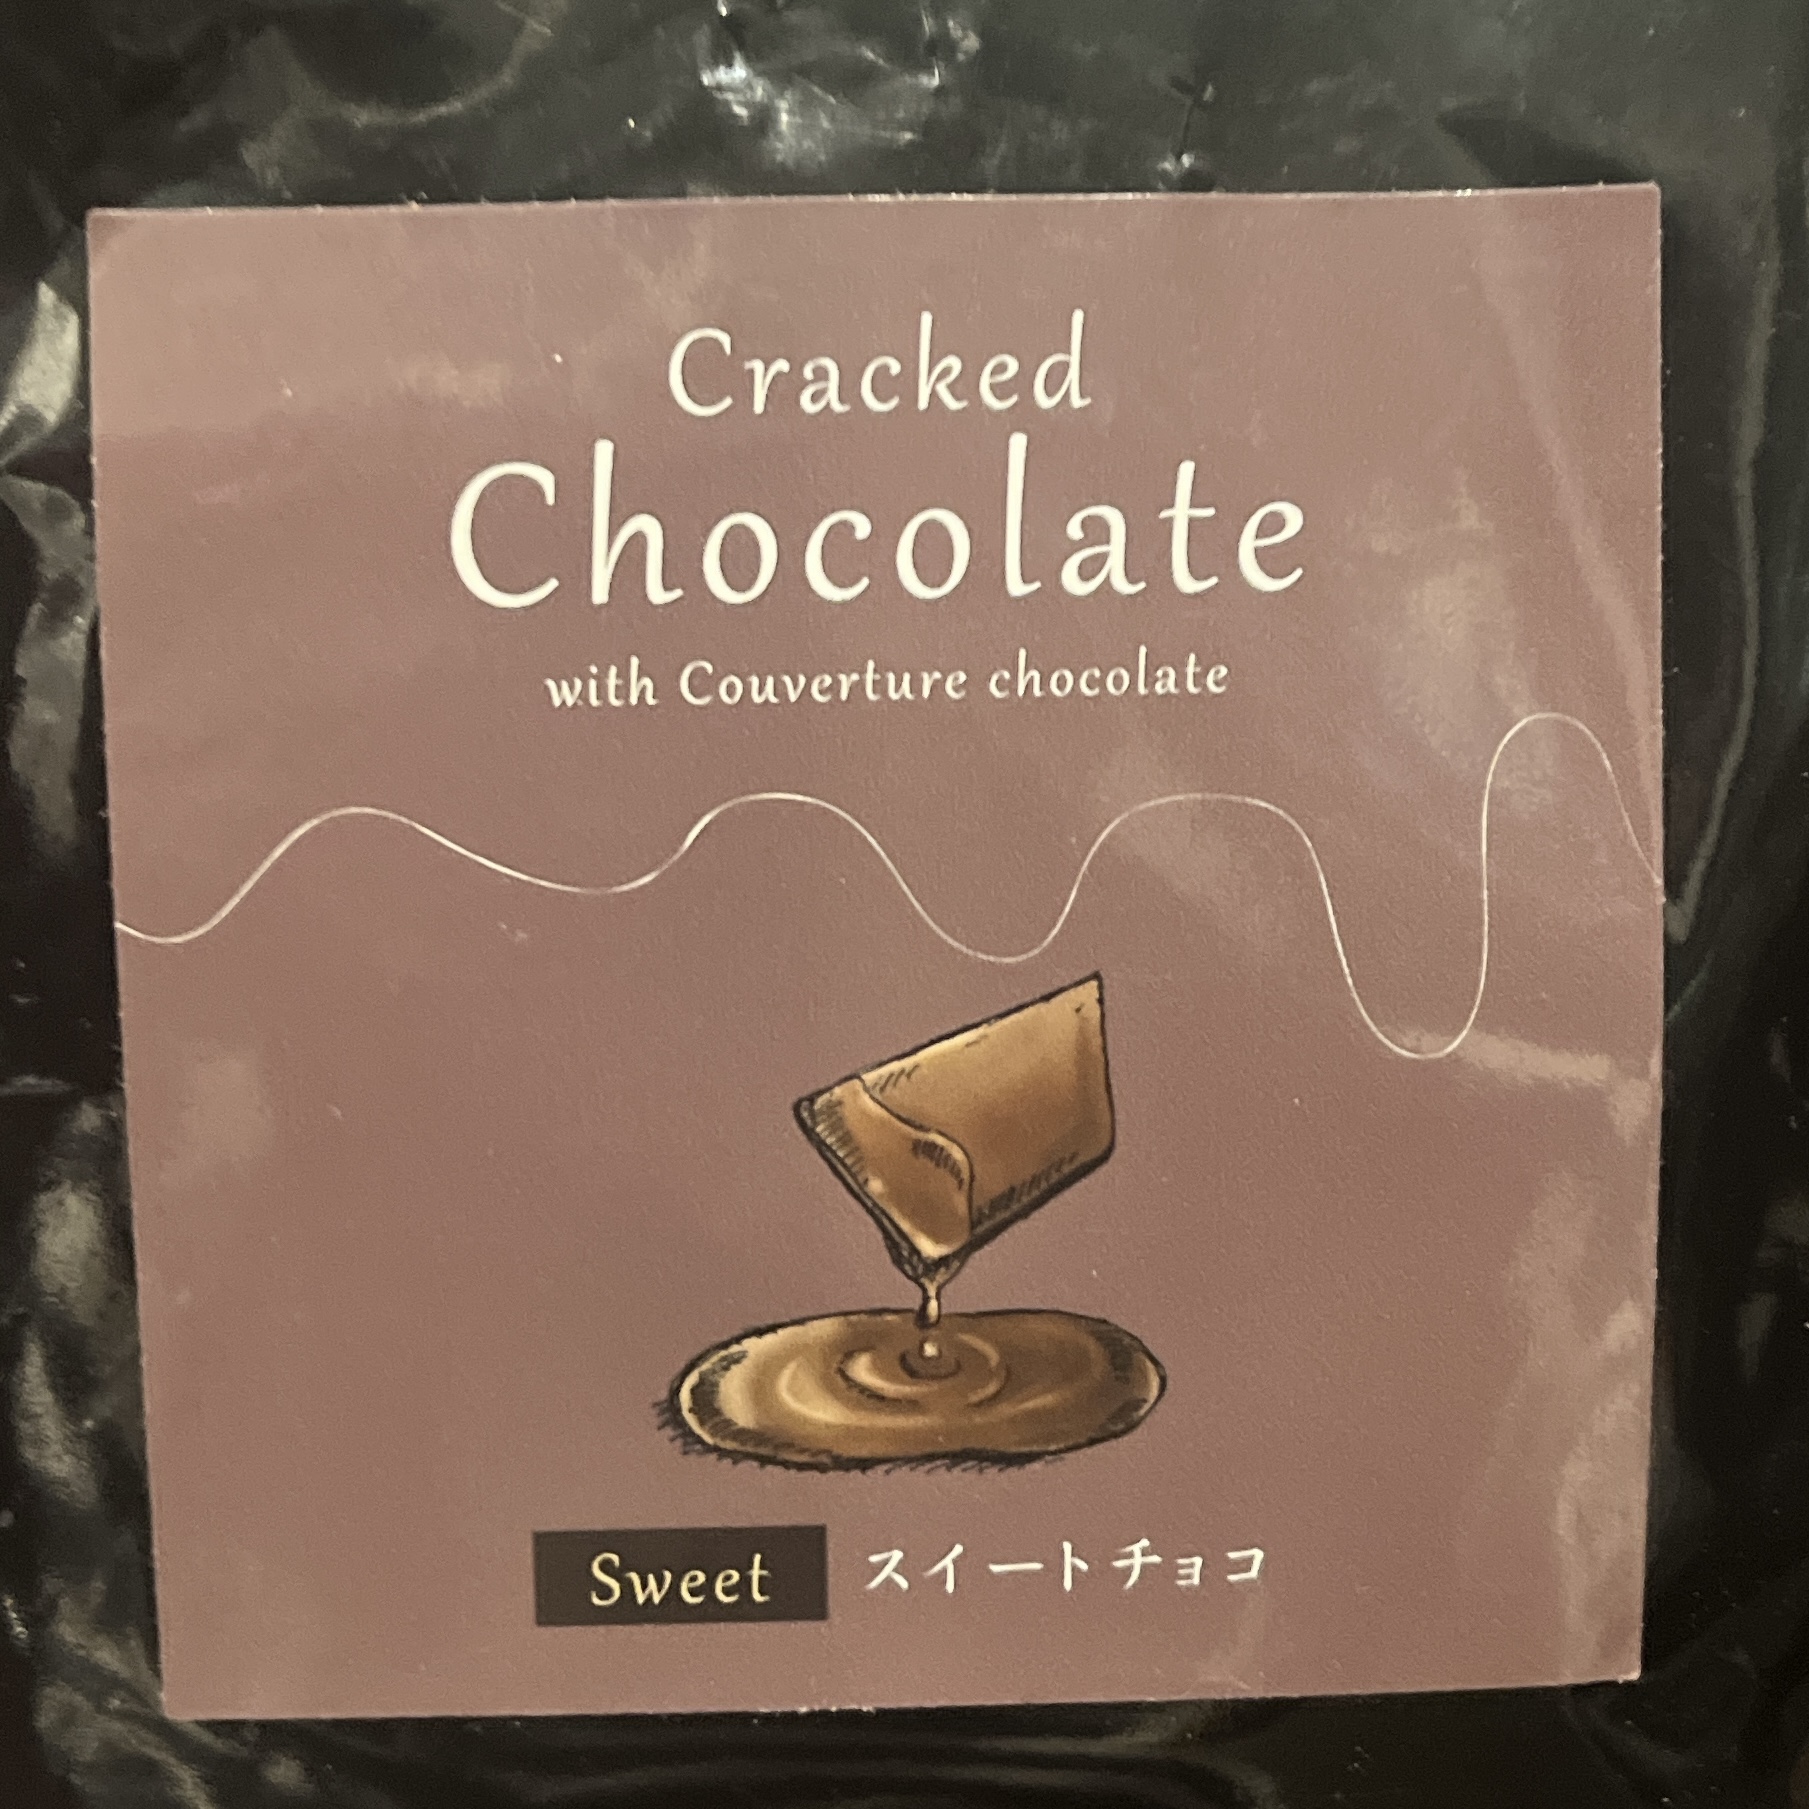 Cracked
Chocolate
with Couverture chocolate
Sweet スイートチョコ